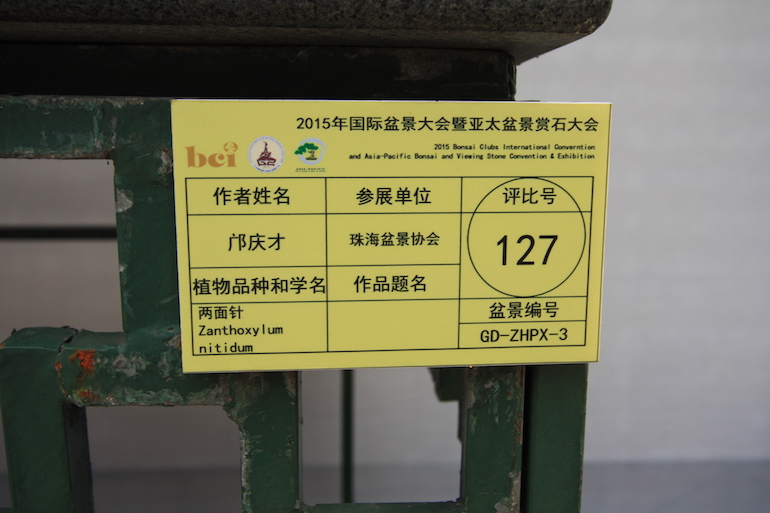 2015年国际盆景大会暨亚太盆景赏石大会
2015 Bonsai Clubs International Converntion
and Asia-Pacific Bonsai and Viewing Stone Convention & Exhibition
bci
作者姓名 参展单位 评比号
邝庆才 珠海盆景协会 127
植物品种和学名 作品题名
两面针
Zanthoxylum
nitidum
盆景编号
GD-ZHPX-3